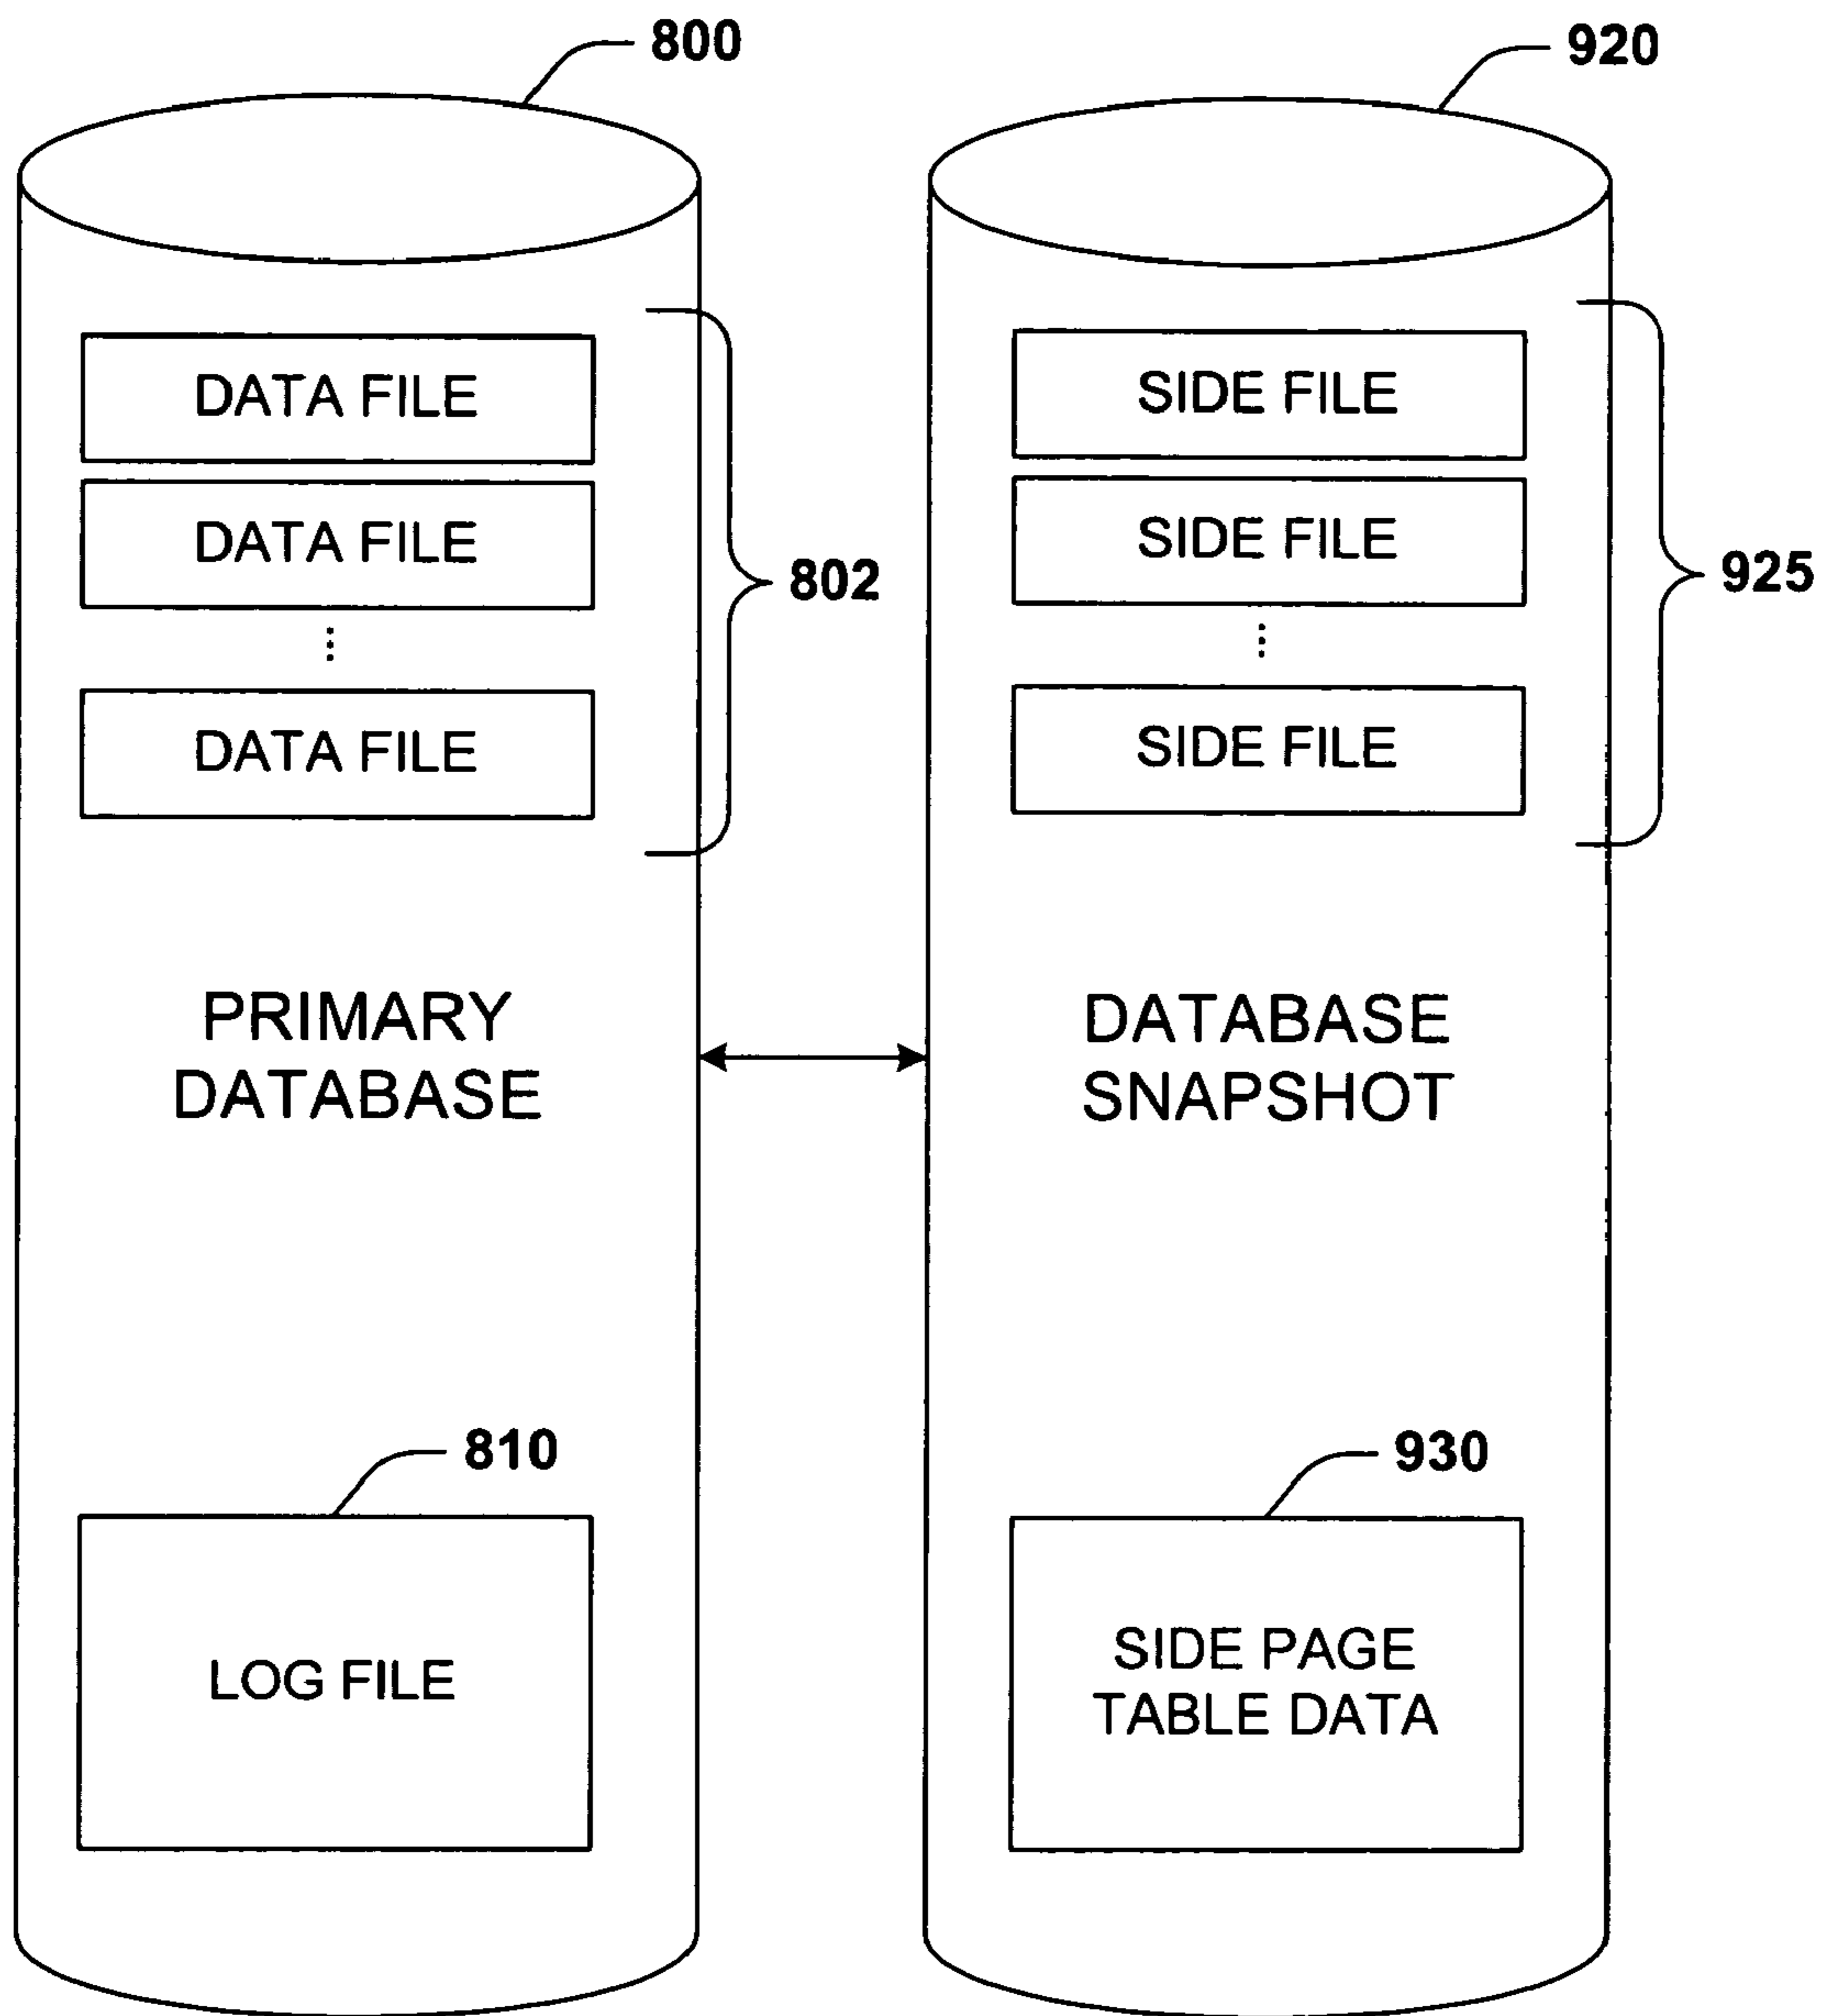 800
920
DATA FILE
DATA FILE
DATA FILE
802
SIDE FILE
SIDE FILE
SIDE FILE
925
PRIMARY
DATABASE
DATABASE
SNAPSHOT
810
LOG FILE
930
SIDE PAGE
TABLE DATA